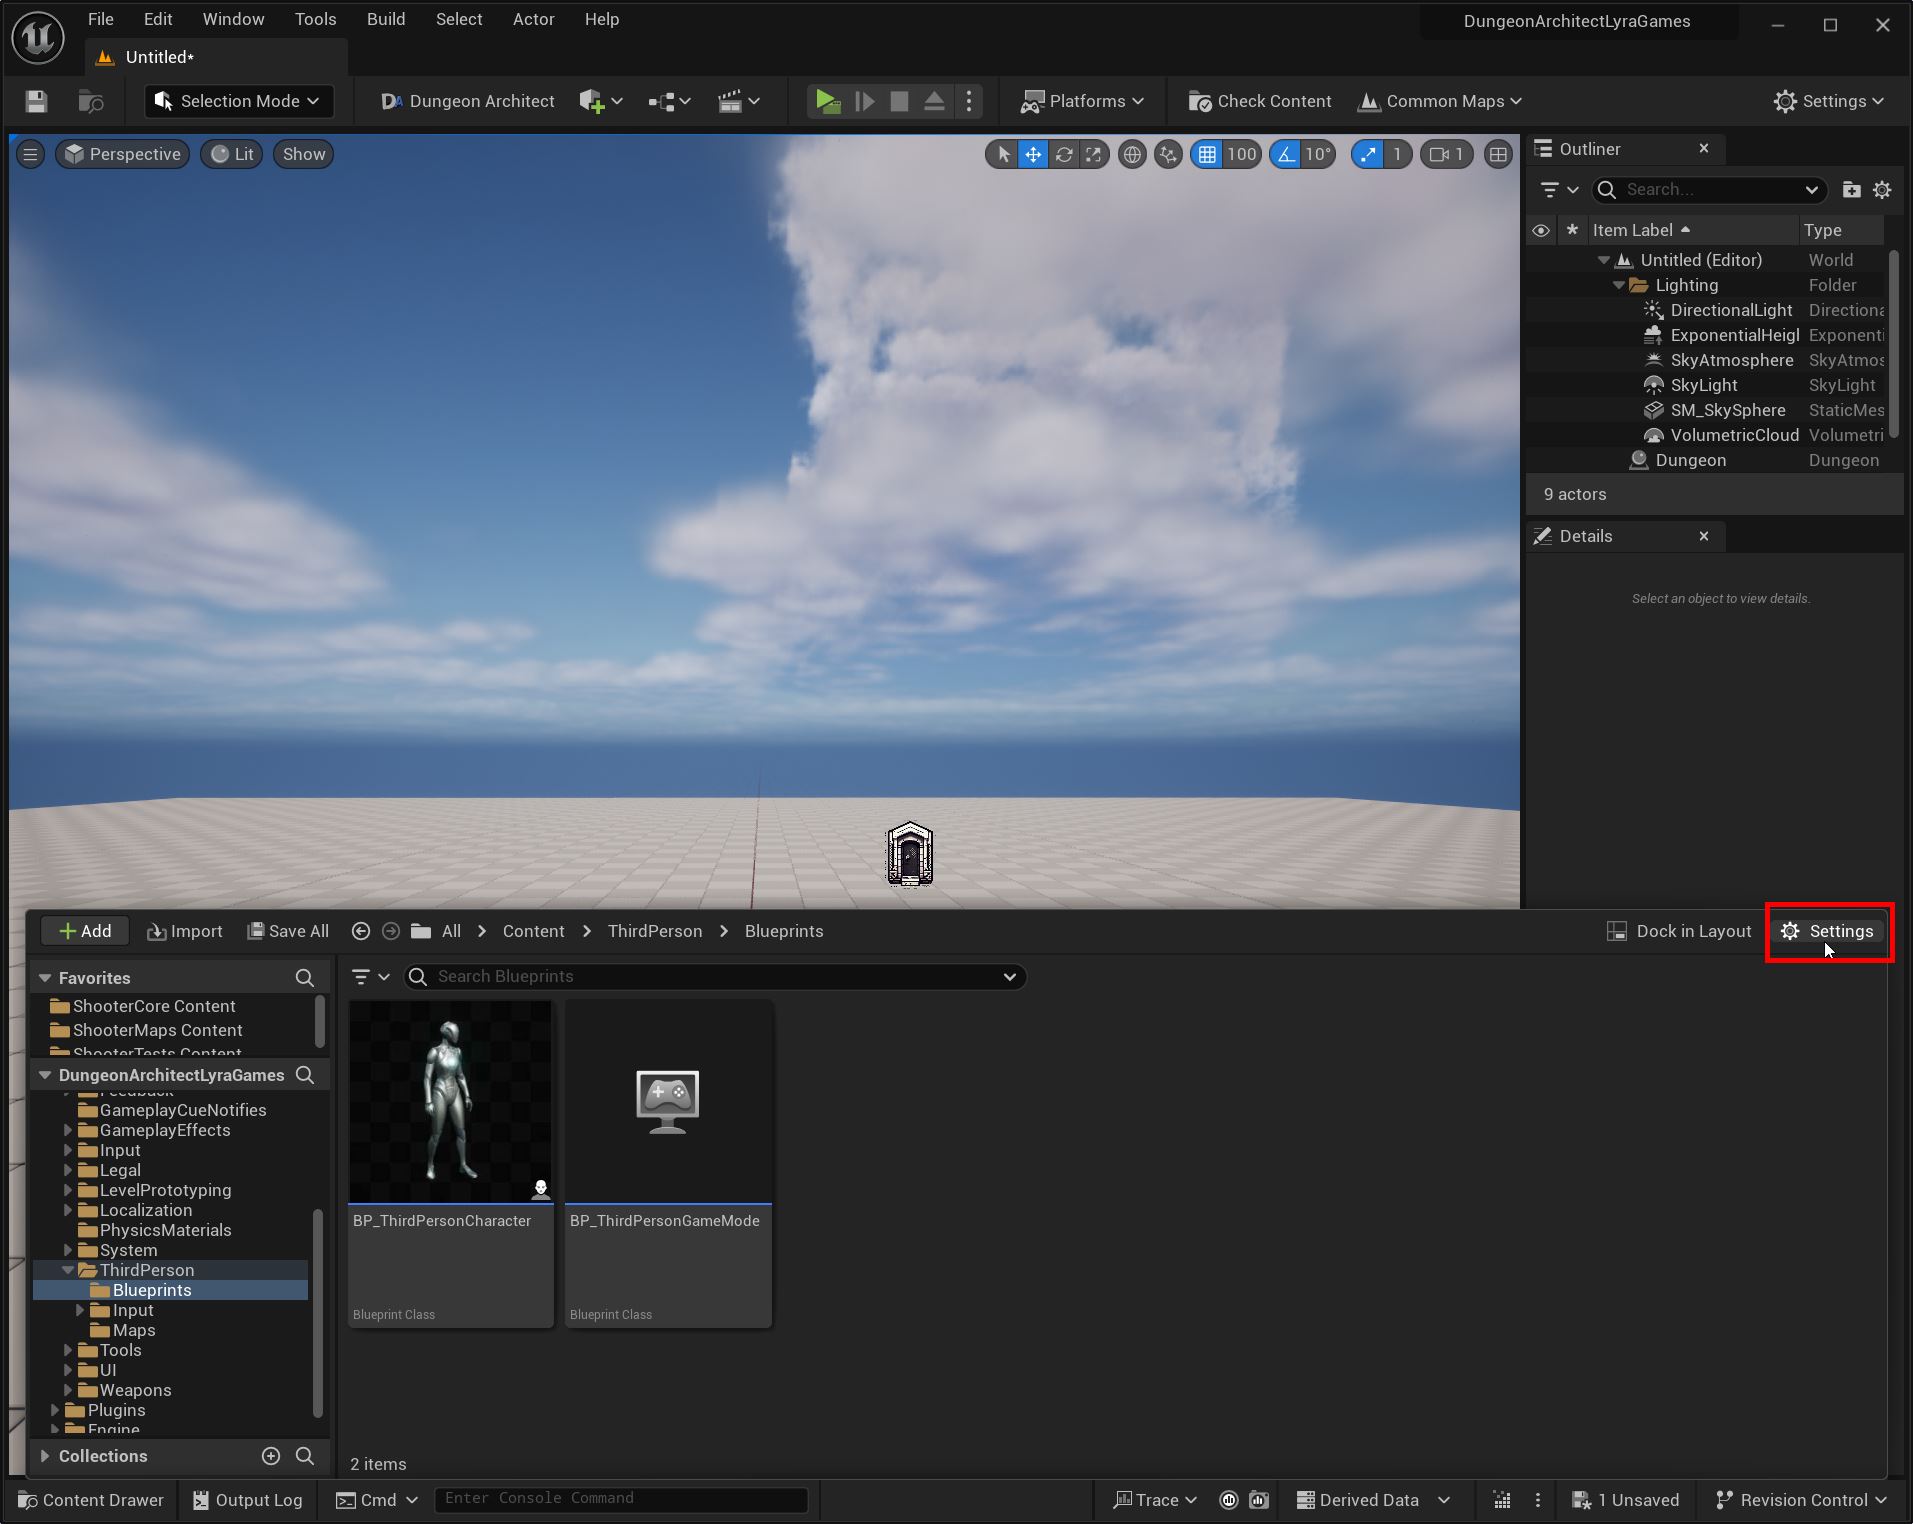 File Edit Window Tools Build Select Actor Help DungeonArchitectLyraGames
Untitled*
Selection Mode Dungeon Architect Platforms Check Content Common Maps Settings
Perspective Lit Show 100 10° 1 1
Outliner
Search...
Item Label Type
Untitled (Editor) World
Lighting Folder
DirectionalLight Directiona
ExponentialHeigl Exponenti
SkyAtmosphere SkyAtmos
SkyLight SkyLight
SM_SkySphere StaticMes
VolumetricCloud Volumetri
Dungeon Dungeon
9 actors
Details
Select an object to view details.
Add Import Save All All Content ThirdPerson Blueprints Dock in Layout Settings
Favorites
ShooterCore Content
ShooterMaps Content
ShooterTests Content
DungeonArchitectLyraGames
Feedback
GameplayCueNotifies
GameplayEffects
Input
Legal
LevelPrototyping
Localization
PhysicsMaterials
System
ThirdPerson
Blueprints
Input
Maps
Tools
UI
Weapons
Plugins
Engine
Collections
Search Blueprints
BP_ThirdPersonCharacter
Blueprint Class
BP_ThirdPersonGameMode
Blueprint Class
2 items
Content Drawer Output Log Cmd Enter Console Command Trace Derived Data 1 Unsaved Revision Control